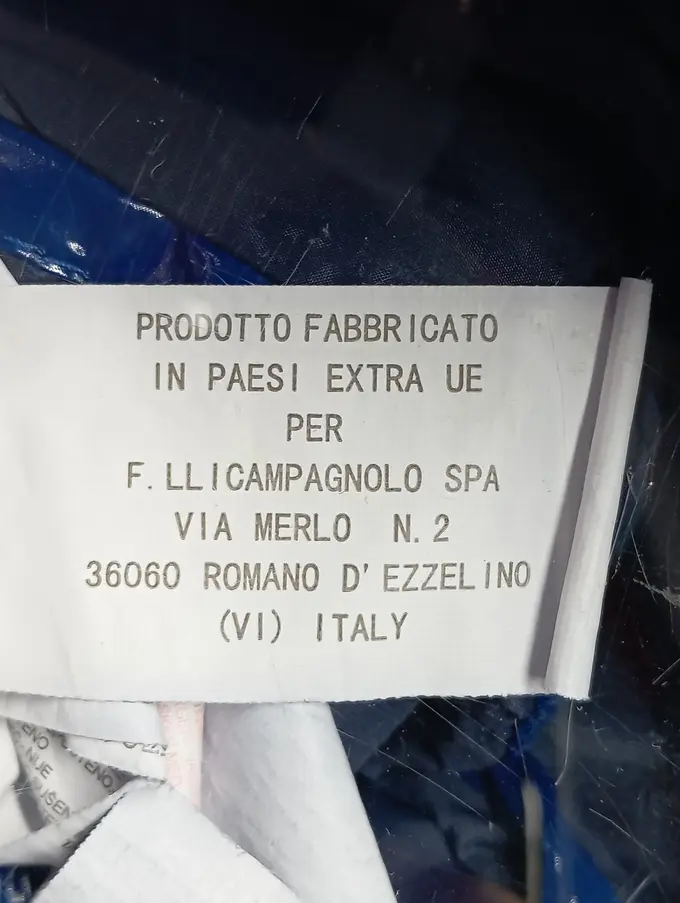 PRODOTTO FABBRICATO
IN PAESI EXTRA UE
PER
F.LLICAMPAGNOLO SPA
VIA MERLO N.2
36060 ROMANO D'EZZELINO
(VI) ITALY